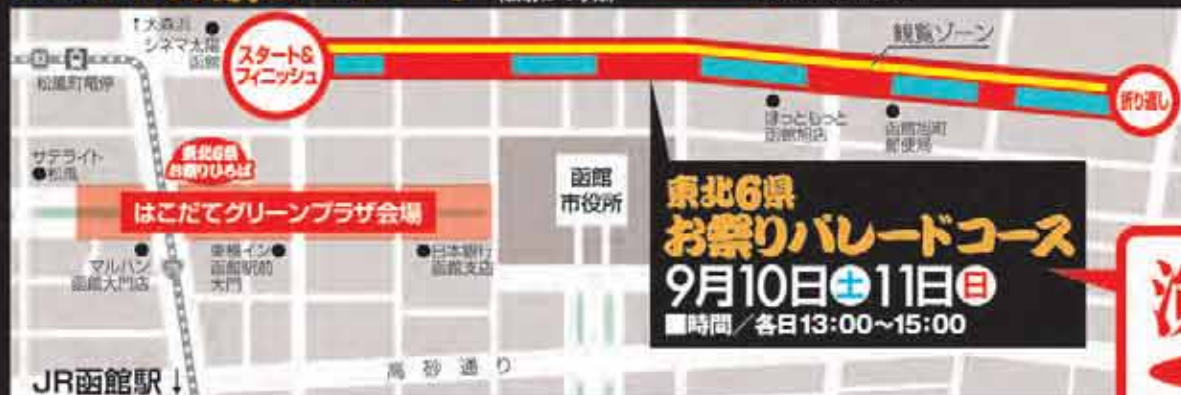 ↑大森浜
シネマ太陽
函館
スタート&
フィニッシュ
観覧ゾーン
折り返し
松風町電停
ほっともっと
函館旭店
函館旭町
郵便局
サテライト
松風
東北6県
お祭りひろば
はこだてグリーンプラザ会場
函館
市役所
マルハン
函館大門店
東横イン
函館駅前
大門
日本銀行
函館支店
東北6県
お祭りパレードコース
9月10日土11日日
■時間/各日13:00~15:00
高砂通り
JR函館駅↓